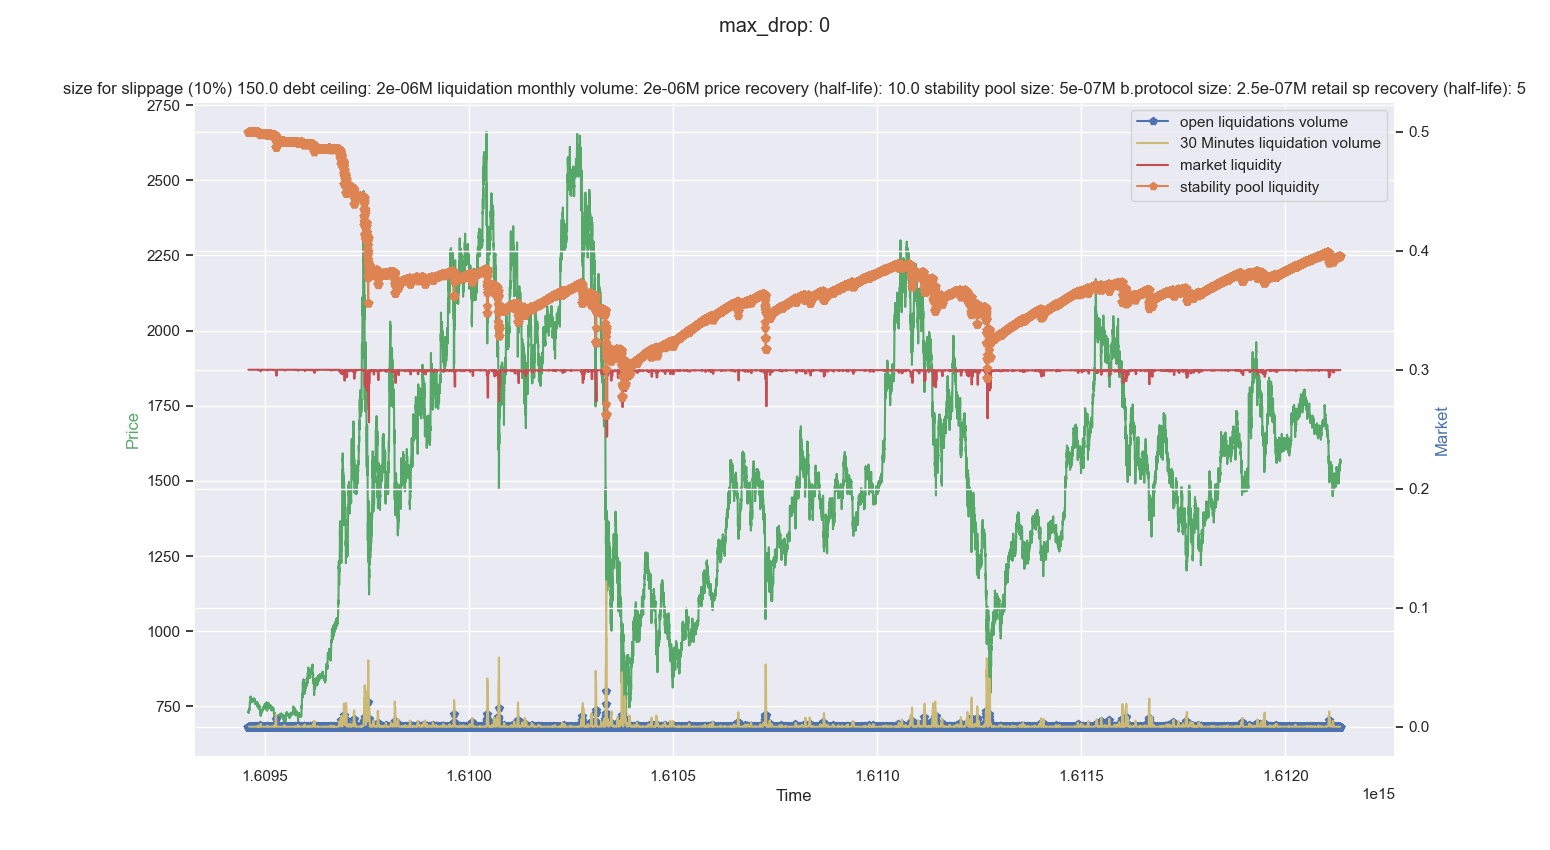 max_drop: 0
size for slippage (10%) 150.0 debt ceiling: 2e-06M liquidation monthly volume: 2e-06M price recovery (half-life): 10.0 stability pool size: 5e-07M b.protocol size: 2.5e-07M retail sp recovery (half-life): 5
open liquidations volume
30 Minutes liquidation volume
market liquidity
stability pool liquidity
2750
2500
2250
2000
1750
1500
1250
1000
750
Price
0.5
0.4
0.3
0.2
0.1
0.0
Market
1.6095 1.6100 1.6105 1.6110 1.6115 1.6120
Time
1e15